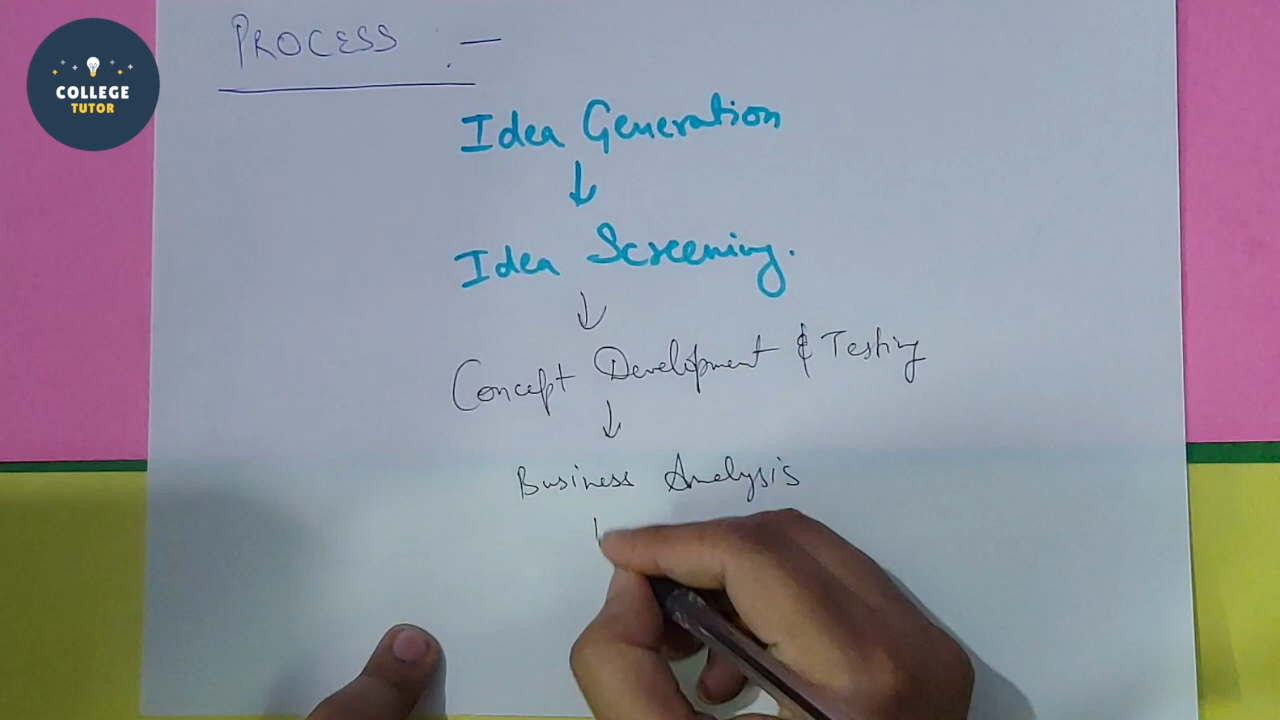 COLLEGE
TUTOR
PROCESS :-
Idea Generation
↓
Idea Screening.
↓
Concept Development & Testing
↓
Business Analysis